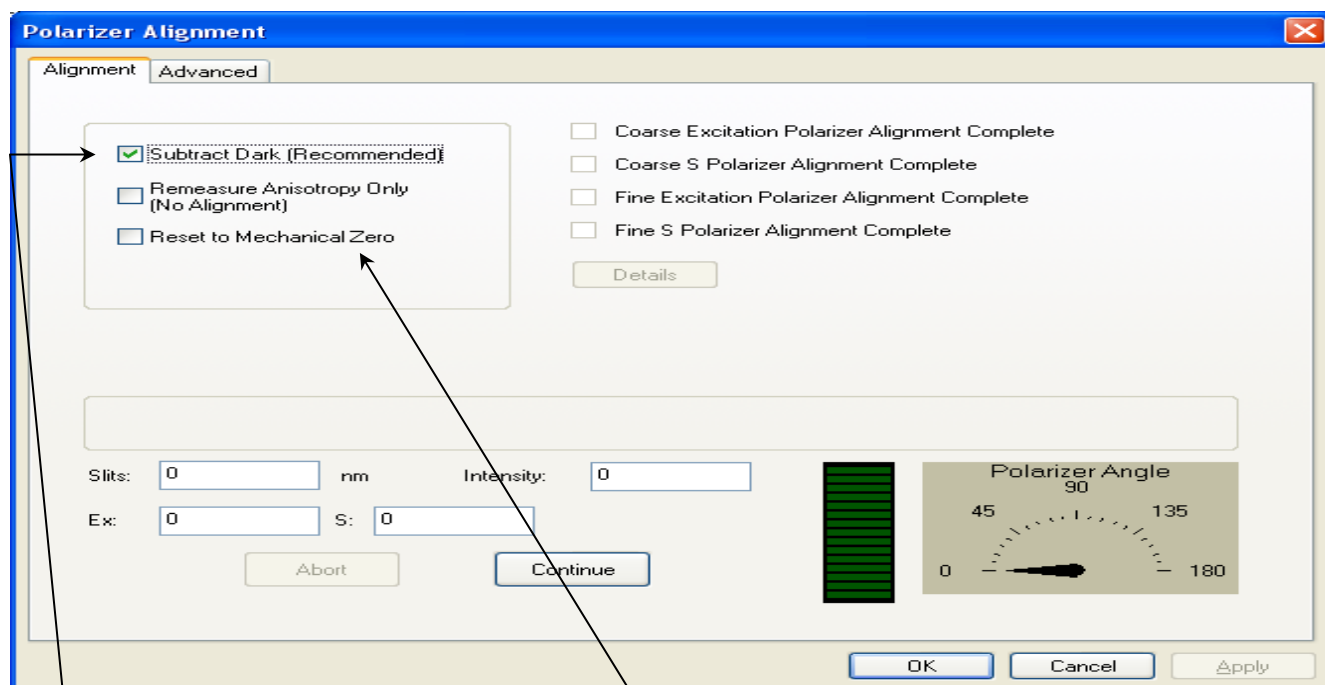 Polarizer Alignment
Alignment
Advanced
Subtract Dark (Recommended)
Remeasure Anisotropy Only
(No Alignment)
Reset to Mechanical Zero
Coarse Excitation Polarizer Alignment Complete
Coarse S Polarizer Alignment Complete
Fine Excitation Polarizer Alignment Complete
Fine S Polarizer Alignment Complete
Details
Slits: 0 nm Intensity: 0
Ex: 0 S: 0
Abort Continue
Polarizer Angle
90
45 135
0 180
OK Cancel Apply